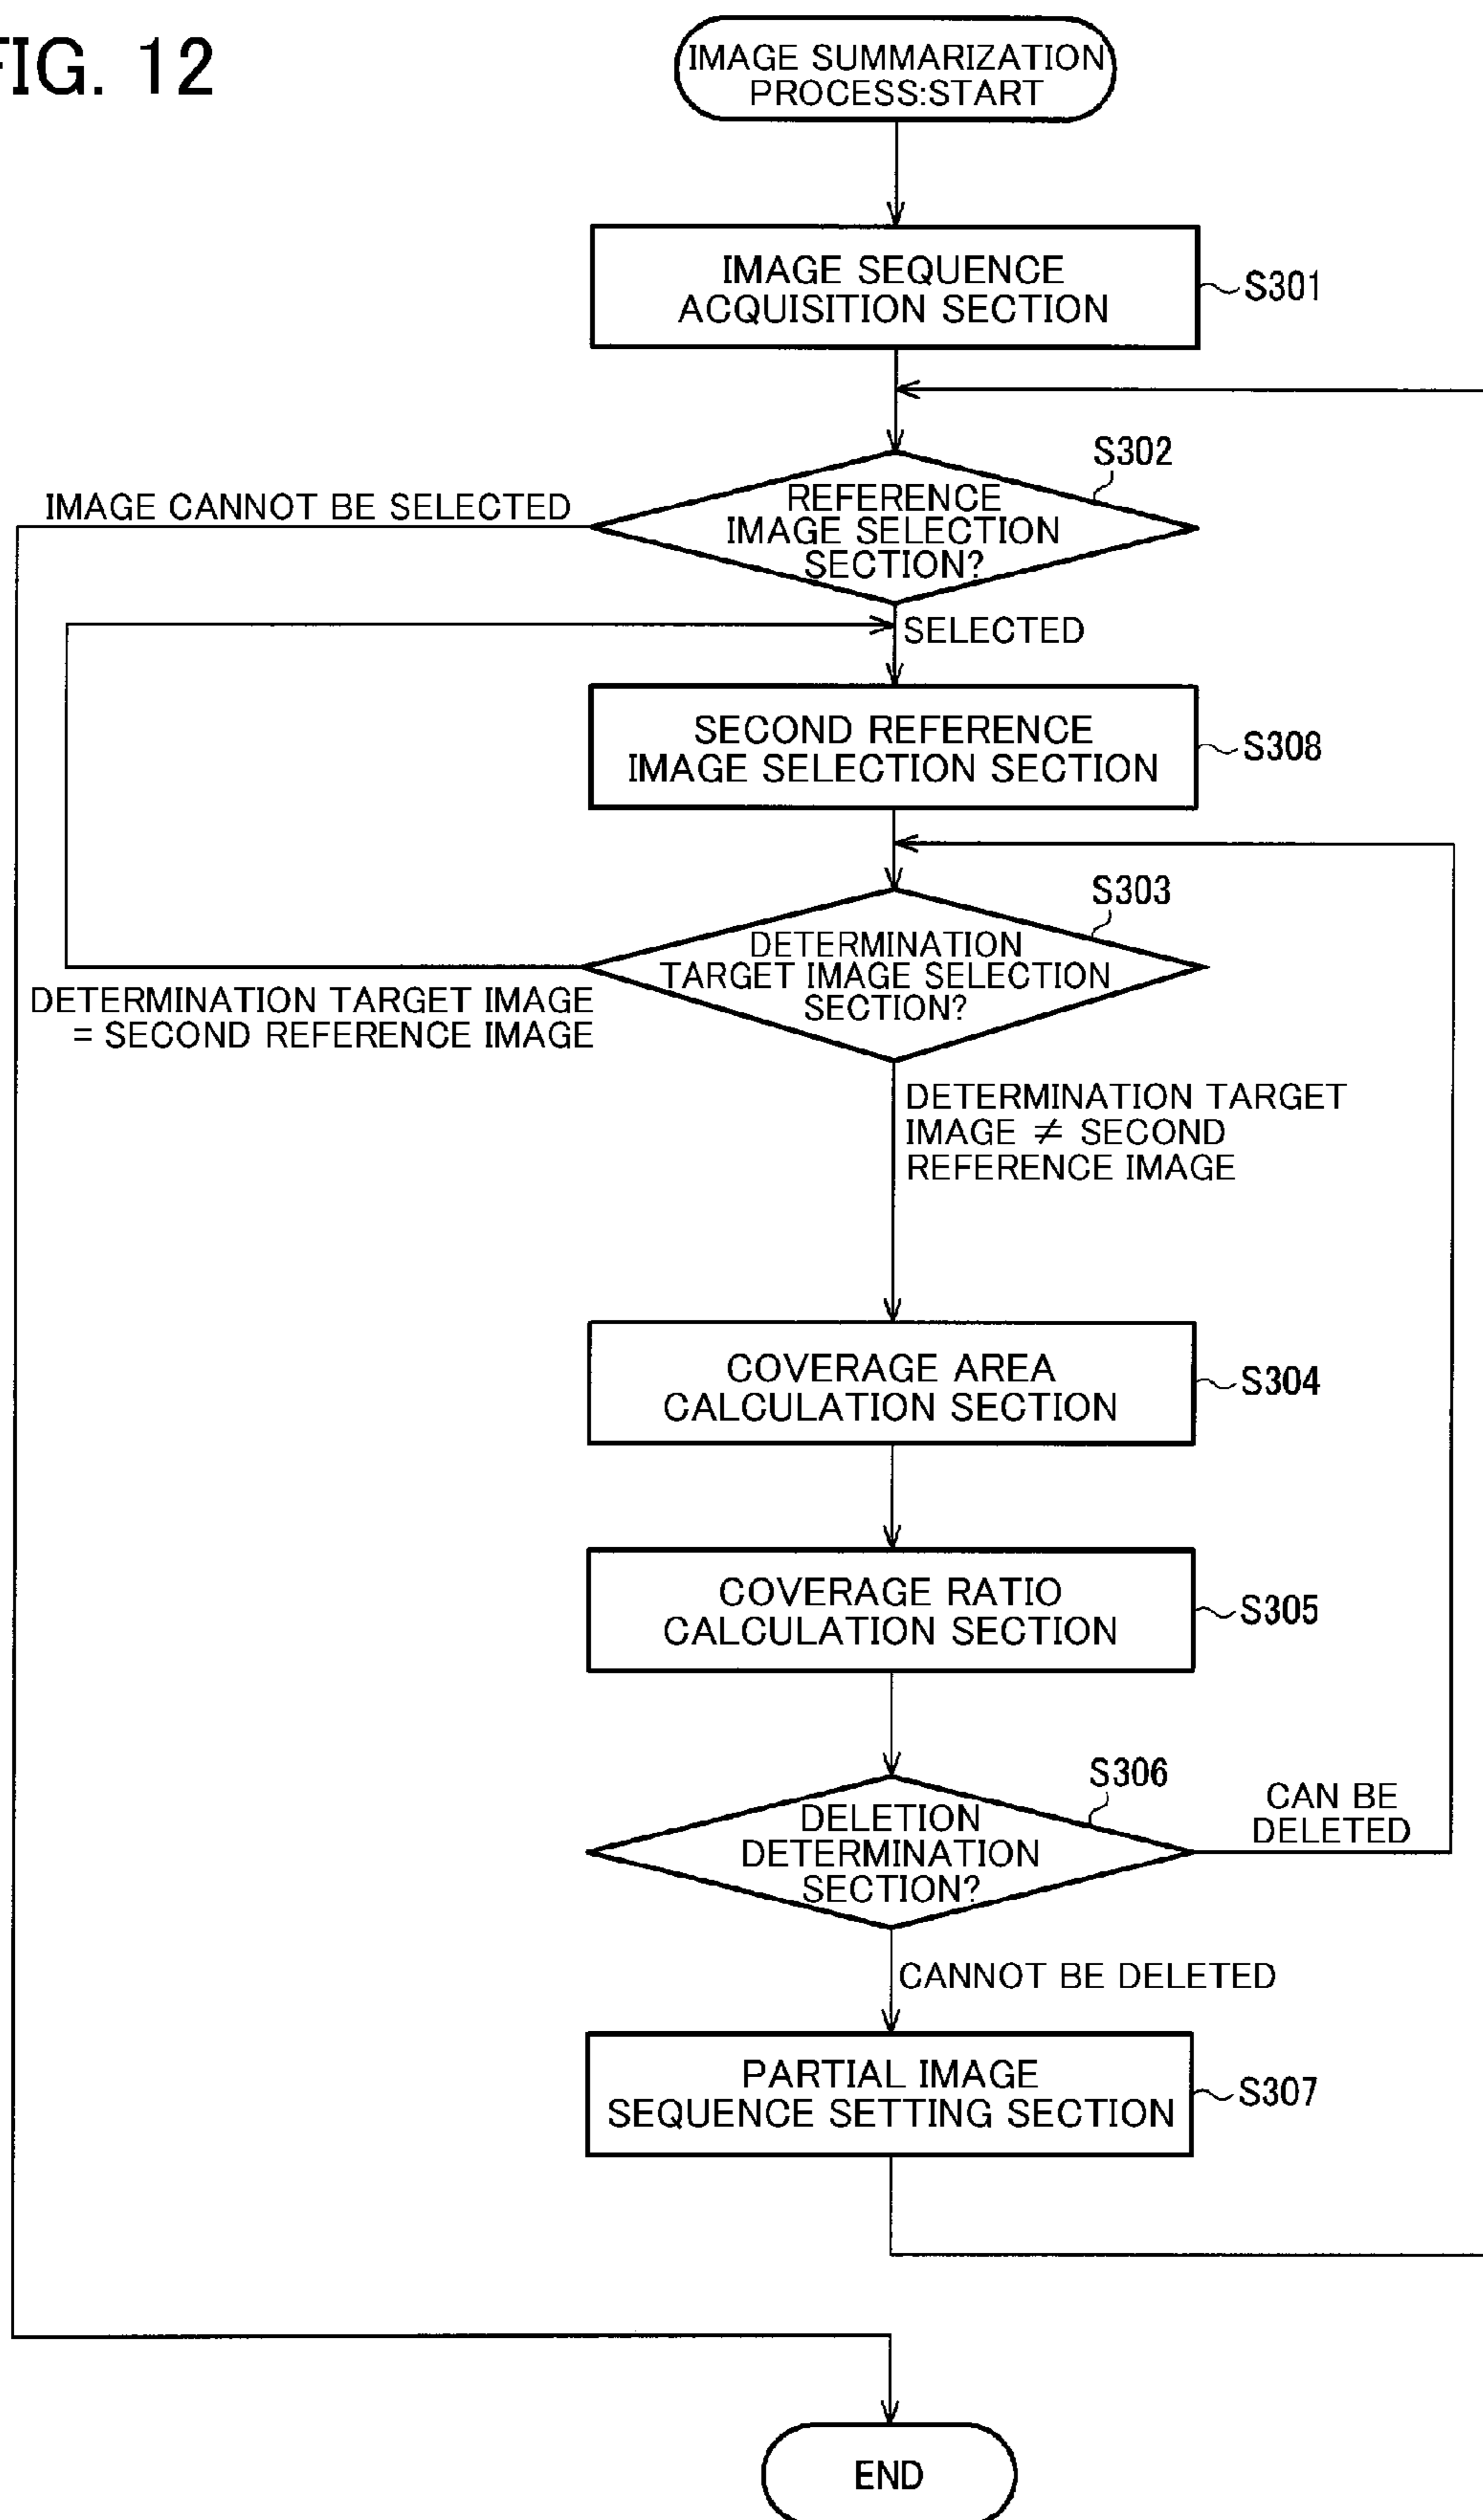 FIG. 12
IMAGE SUMMARIZATION
PROCESS:START
IMAGE SEQUENCE
ACQUISITION SECTION
S301
S302
IMAGE CANNOT BE SELECTED
REFERENCE
IMAGE SELECTION
SECTION?
SELECTED
SECOND REFERENCE
IMAGE SELECTION SECTION
S308
S303
DETERMINATION
TARGET IMAGE SELECTION
SECTION?
DETERMINATION TARGET IMAGE
= SECOND REFERENCE IMAGE
DETERMINATION TARGET
IMAGE ≠ SECOND
REFERENCE IMAGE
COVERAGE AREA
CALCULATION SECTION
S304
COVERAGE RATIO
CALCULATION SECTION
S305
S306
DELETION
DETERMINATION
SECTION?
CAN BE
DELETED
CANNOT BE DELETED
PARTIAL IMAGE
SEQUENCE SETTING SECTION
S307
END